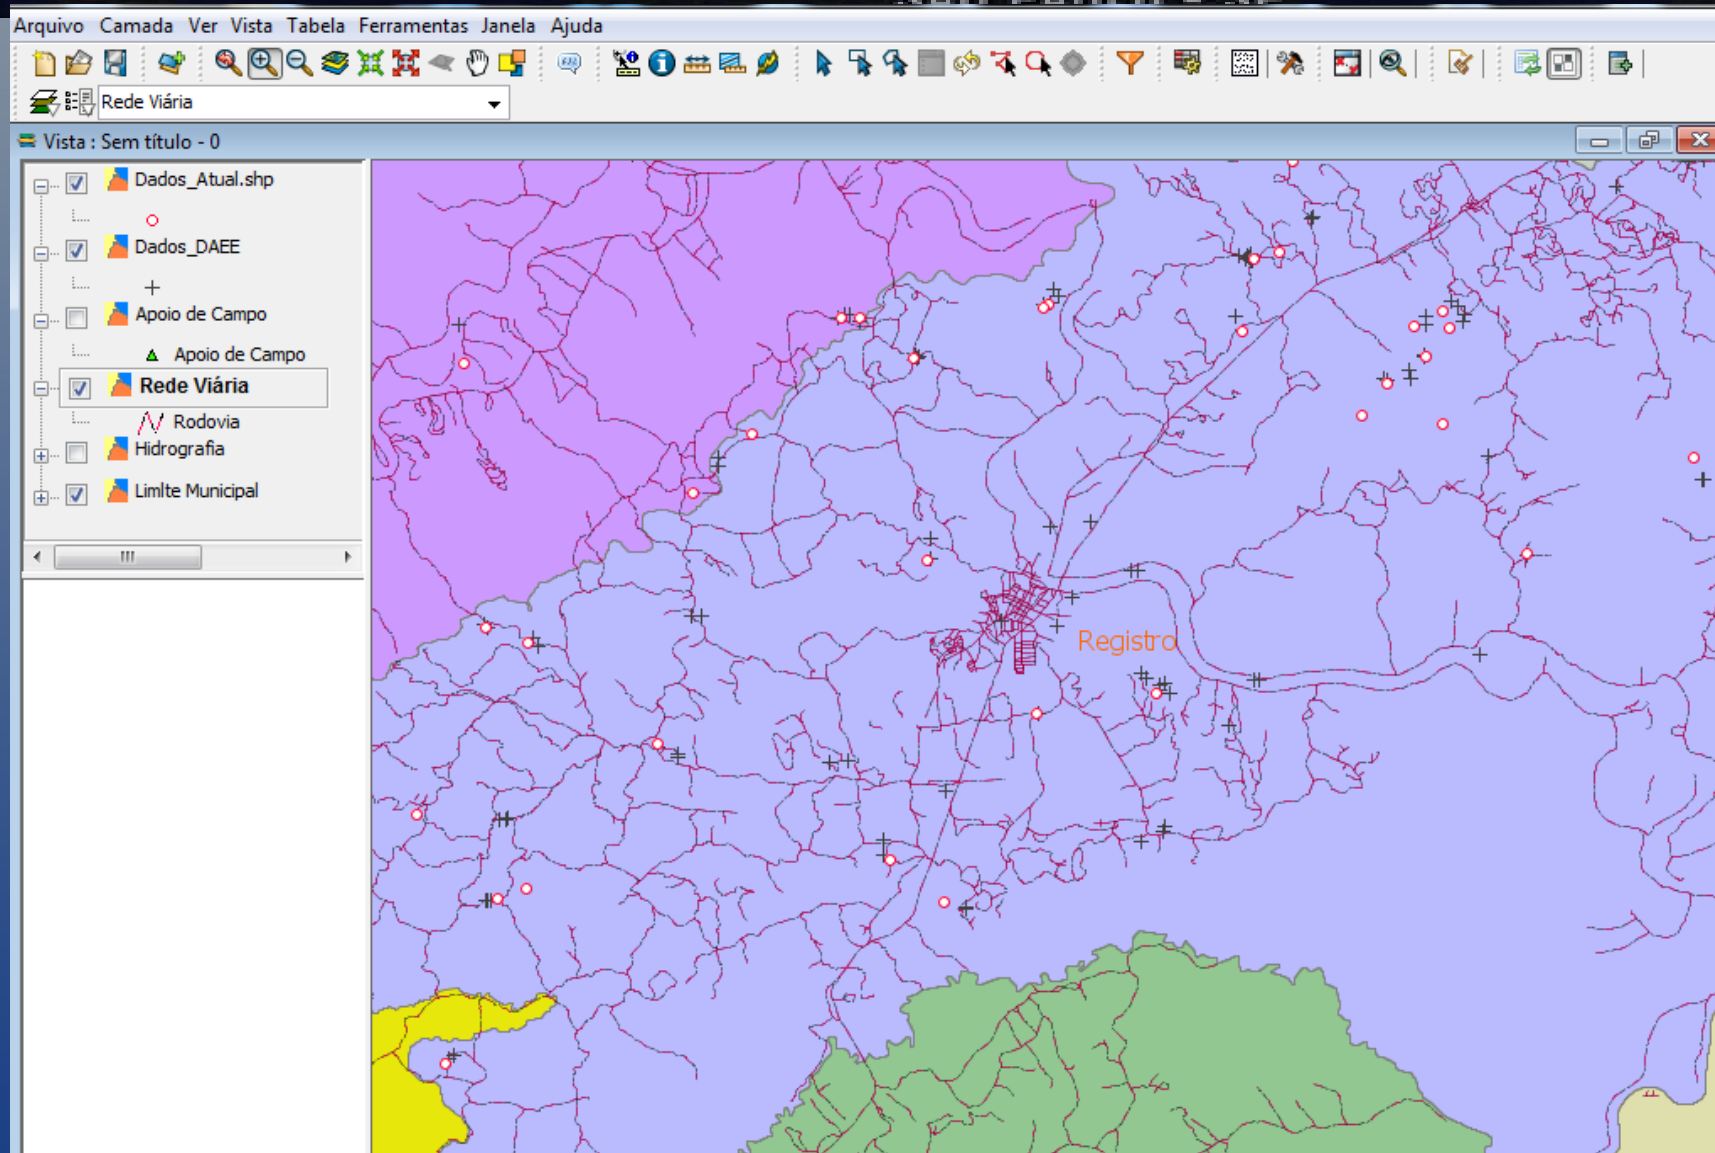 Arquivo Camada Ver Vista Tabela Ferramentas Janela Ajuda
Rede Viária
Vista : Sem título - 0
Dados_Atual.shp
Dados_DAEE
Apoio de Campo
Apoio de Campo
Rede Viária
Rodovia
Hidrografia
LimIte Municipal
Registro